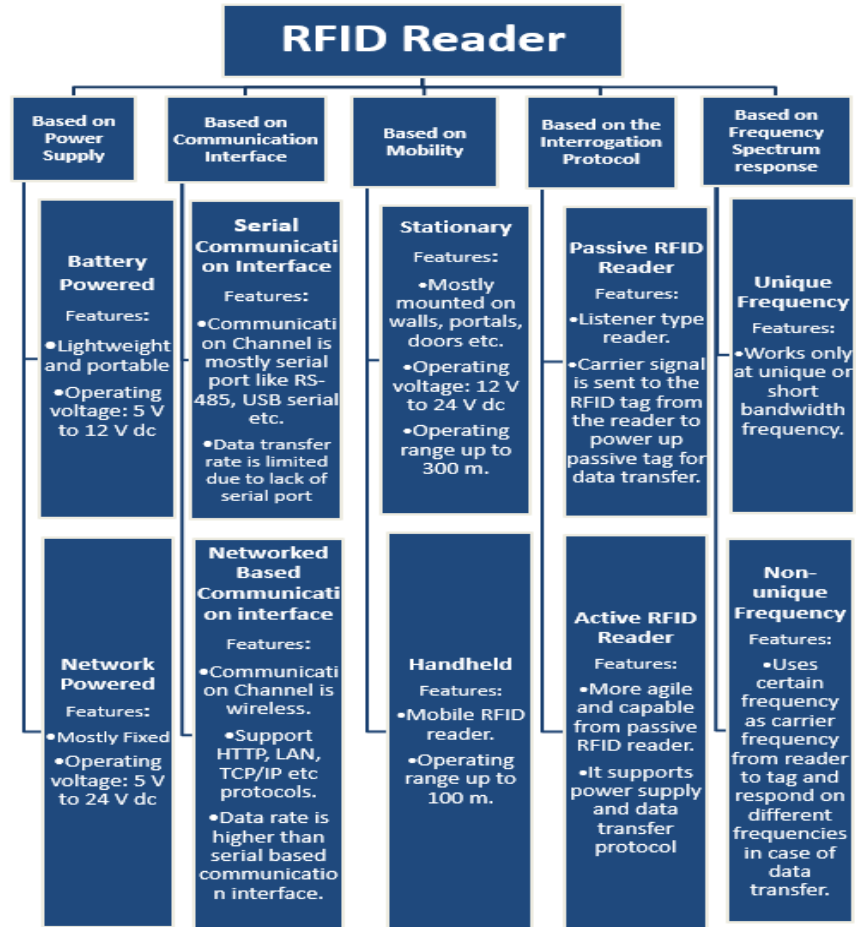 RFID Reader
Based on
Power
Supply
Based on
Communication
Interface
Based on
Mobility
Based on the
Interrogation
Protocol
Based on
Frequency
Spectrum
response
Battery
Powered
Features:
•Lightweight
and portable
•Operating
voltage: 5 V
to 12 V dc
Network
Powered
Features:
•Mostly Fixed
•Operating
voltage: 5 V
to 24 V dc
Serial
Communicati
on Interface
Features:
•Communicati
on Channel is
mostly serial
port like RS-
485, USB serial
etc.
•Data transfer
rate is limited
due to lack of
serial port
Networked
Based
Communicati
on interface
Features:
•Communicati
on Channel is
wireless.
•Support
HTTP, LAN,
TCP/IP etc
protocols.
•Data rate is
higher than
serial based
communicatio
n interface.
Stationary
Features:
•Mostly
mounted on
walls, portals,
doors etc.
•Operating
voltage: 12 V
to 24 V dc
•Operating
range up to
300 m.
Handheld
Features:
•Mobile RFID
reader.
•Operating
range up to
100 m.
Passive RFID
Reader
Features:
•Listener type
reader.
•Carrier signal
is sent to the
RFID tag from
the reader to
power up
passive tag for
data transfer.
Active RFID
Reader
Features:
•More agile
and capable
from passive
RFID reader.
•It supports
power supply
and data
transfer
protocol
Unique
Frequency
Features:
•Works only
at unique or
short
bandwidth
frequency.
Non-
unique
Frequency
Features:
•Uses
certain
frequency
as carrier
frequency
from reader
to tag and
respond on
different
frequencies
in case of
data
transfer.